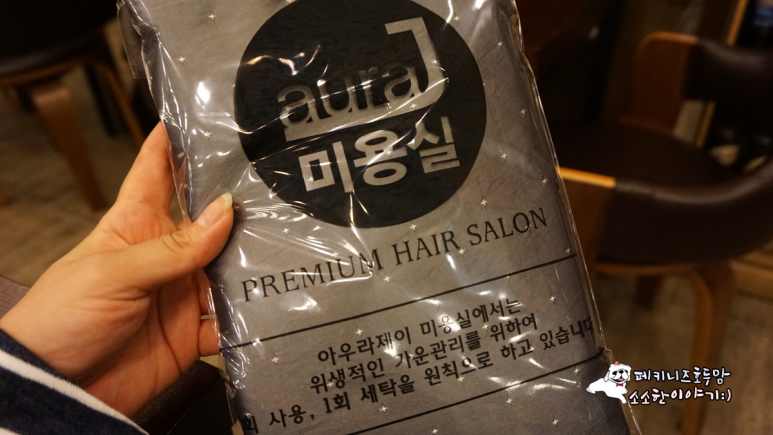 aura J
미용실
PREMIUM HAIR SALON
아우라제이 미용실에서는
위생적인 가운관리를 위하여
회 사용, 1회 세탁을 원칙으로 하고 있습니다
페키니즈호두맘
소소한이야기:)